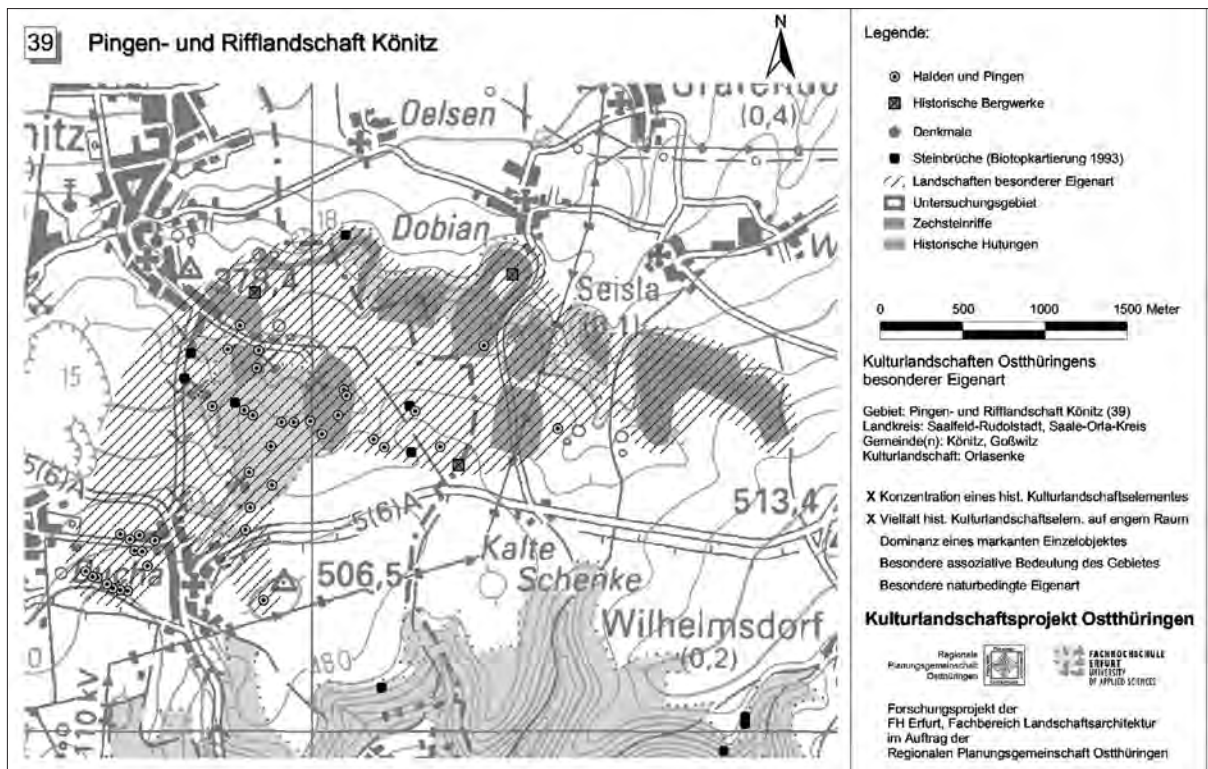 39 Pingen- und Rifflandschaft Könitz
N
Oelsen
(0,4)
nitz
18
Dobian
379,4
Seisla
(0,1)
W
15
5(6)A
5(6)A
513,4
Kalte
Schenke
506,5
Wilhelmsdorf
(0,2)
110 kV
Legende:
Halden und Pingen
Historische Bergwerke
Denkmale
Steinbrüche (Biotopkartierung 1993)
Landschaften besonderer Eigenart
Untersuchungsgebiet
Zechsteinriffe
Historische Hutungen
0 500 1000 1500 Meter
Kulturlandschaften Ostthüringens
besonderer Eigenart
Gebiet: Pingen- und Rifflandschaft Könitz (39)
Landkreis: Saalfeld-Rudolstadt, Saale-Orla-Kreis
Gemeinde(n): Könitz, Goßwitz
Kulturlandschaft: Orlasenke
X Konzentration eines hist. Kulturlandschaftselementes
X Vielfalt hist. Kulturlandschaftselem. auf engem Raum
Dominanz eines markanten Einzelobjektes
Besondere assoziative Bedeutung des Gebietes
Besondere naturbedingte Eigenart
Kulturlandschaftsprojekt Ostthüringen
Regionale
Planungsgemeinschaft
Ostthüringen
FACHHOCHSCHULE
ERFURT
UNIVERSITY
OF APPLIED SCIENCES
Forschungsprojekt der
FH Erfurt, Fachbereich Landschaftsarchitektur
im Auftrag der
Regionalen Planungsgemeinschaft Ostthüringen